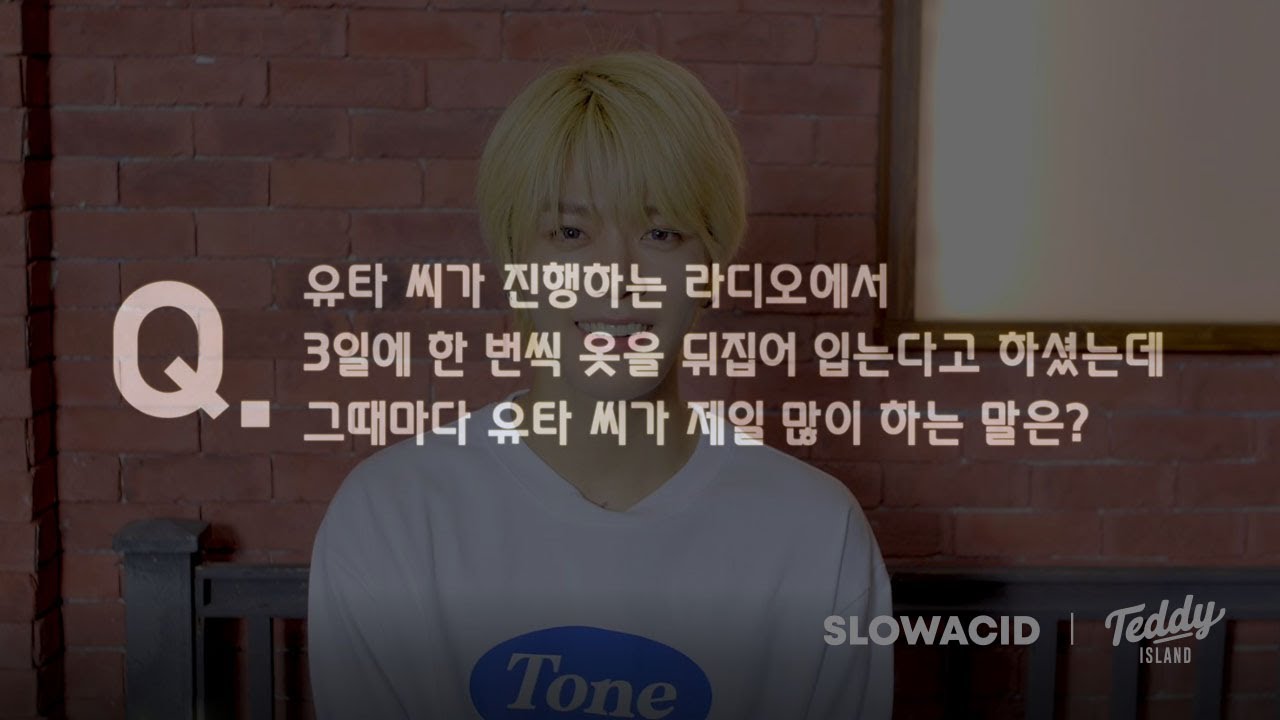 Q.
유타 씨가 진행하는 라디오에서
3일에 한 번씩 옷을 뒤집어 입는다고 하셨는데
그때마다 유타 씨가 제일 많이 하는 말은?
Tone
SLOWACID | Teddy
ISLAND